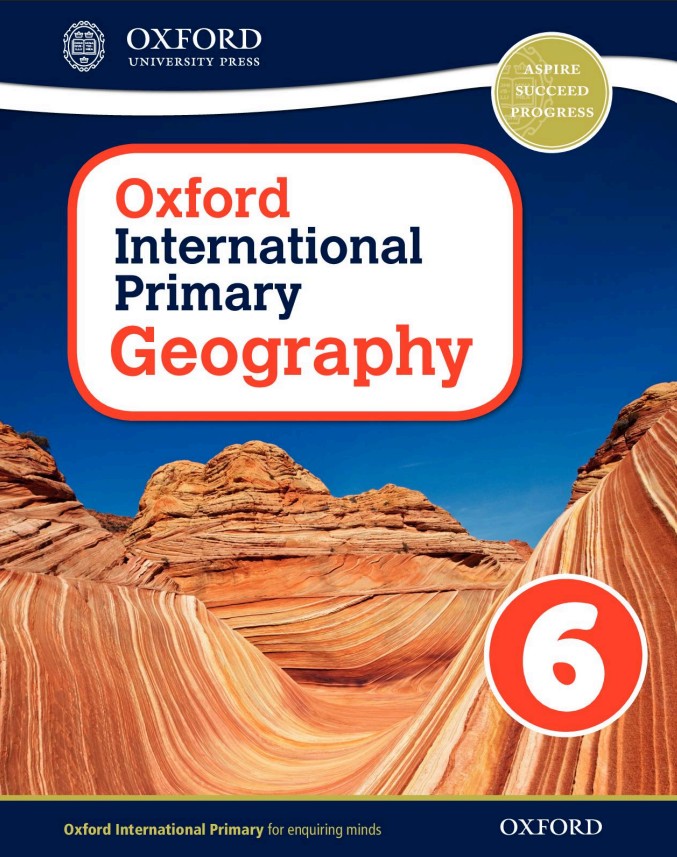 OXFORD
UNIVERSITY PRESS
ASPIRE
SUCCEED
PROGRESS
Oxford
International
Primary
Geography
6
Oxford International Primary for enquiring minds
OXFORD